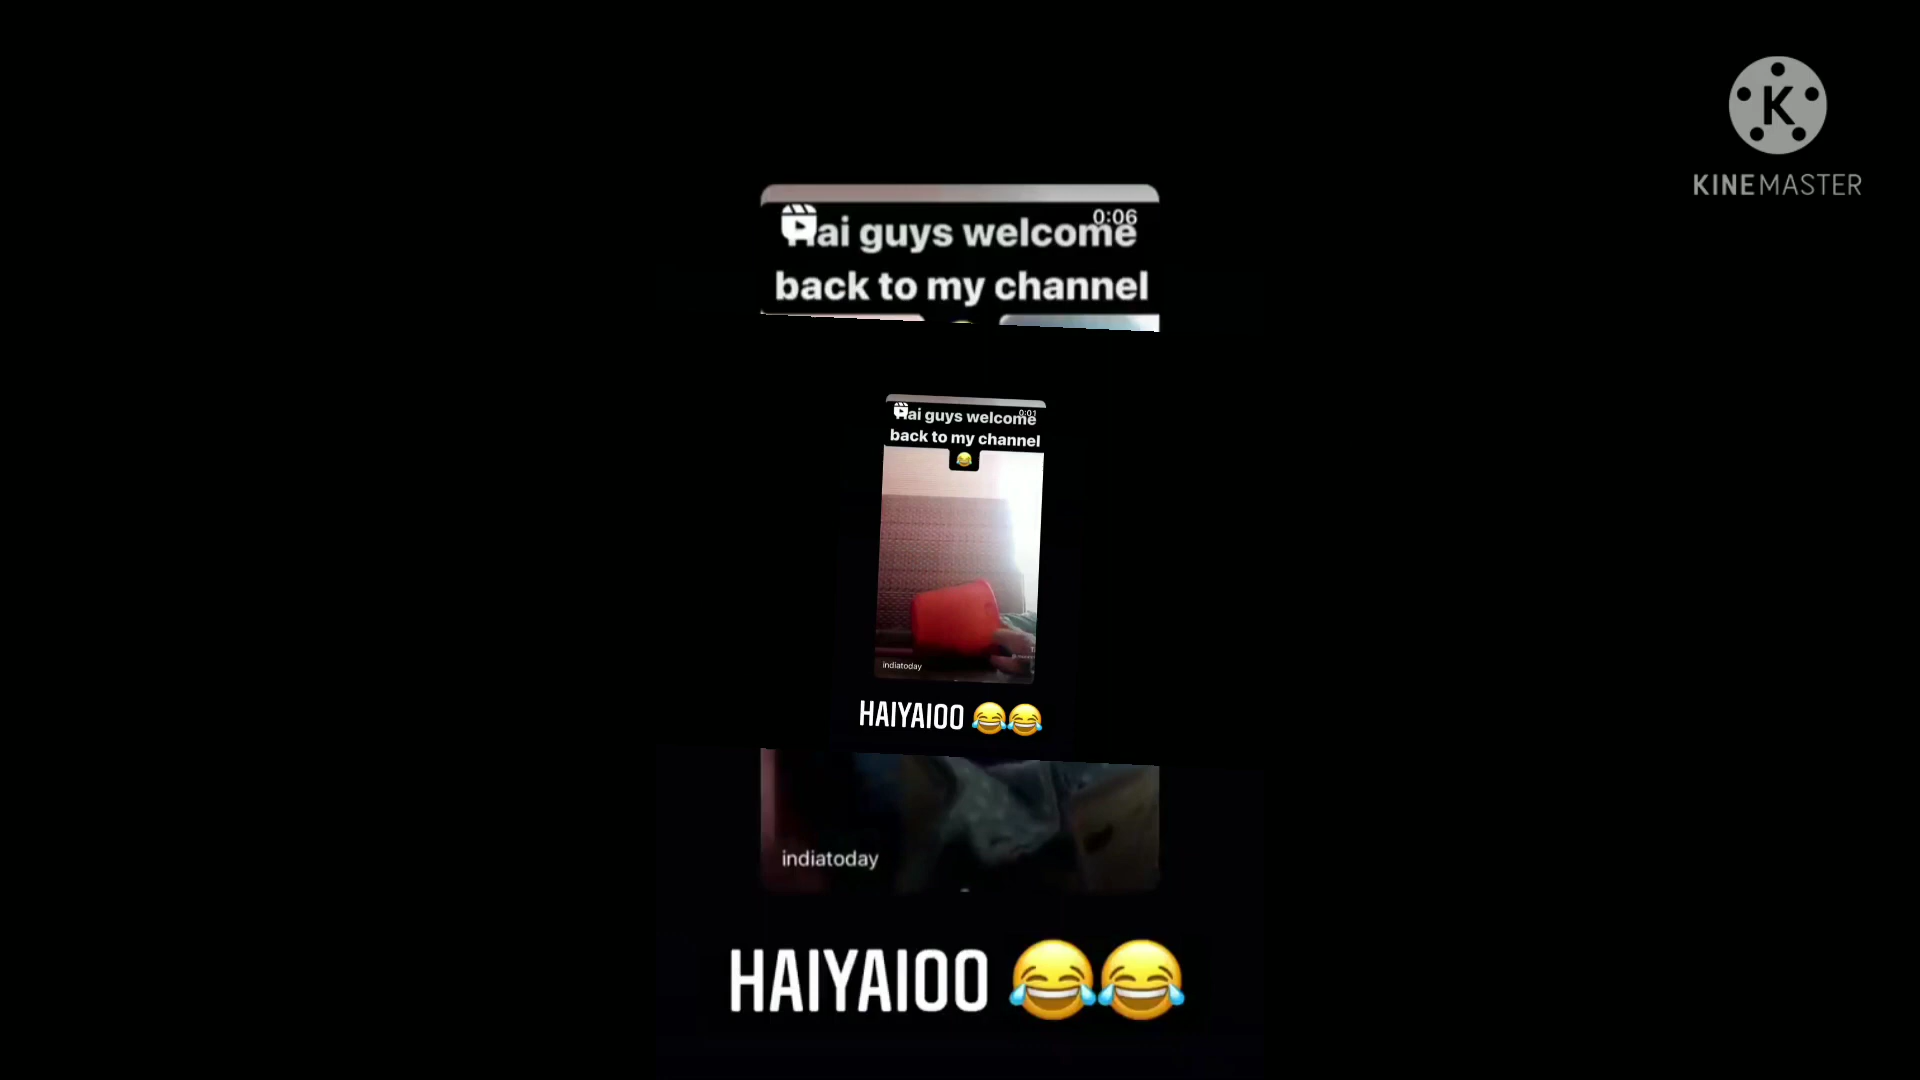 K
KINEMASTER
0:06
Hai guys welcome
back to my channel
0:01
Hai guys welcome
back to my channel
😂
indiatoday
HAIYAIOO 😂😂
indiatoday
HAIYAIOO 😂😂